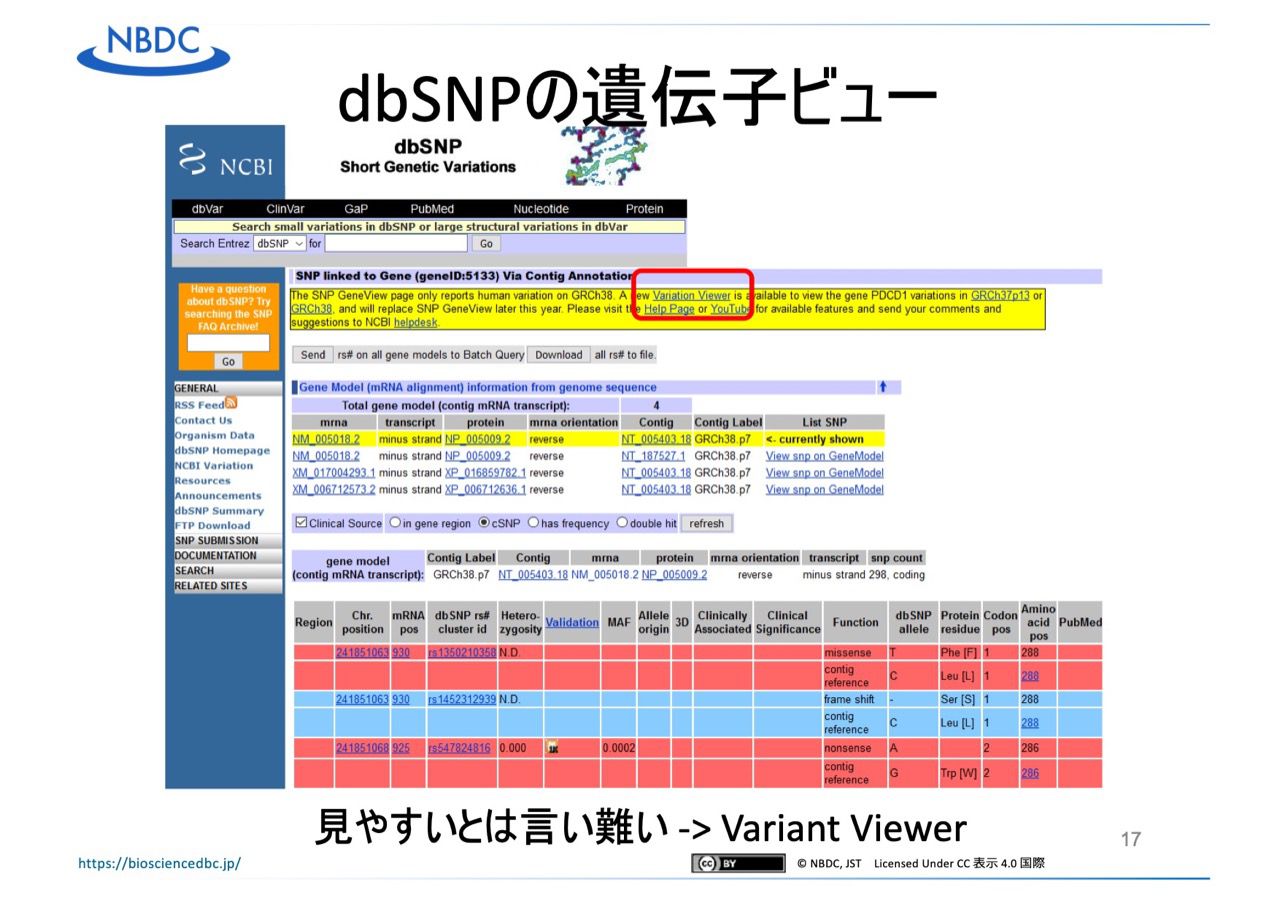 NBDC
dbSNPの遺伝子ビュー
NCBI
dbSNP
Short Genetic Variations
dbVar ClinVar GaP PubMed Nucleotide Protein
Search small variations in dbSNP or large structural variations in dbVar
Search Entrez dbSNP for Go
Have a question
about dbSNP? Try
searching the SNP
FAQ Archive!
Go
GENERAL
RSS Feed
Contact Us
Organism Data
dbSNP Homepage
NCBI Variation
Resources
Announcements
dbSNP Summary
FTP Download
SNP SUBMISSION
DOCUMENTATION
SEARCH
RELATED SITES
SNP linked to Gene (geneID:5133) Via Contig Annotation
The SNP GeneView page only reports human variation on GRCh38. A new Variation Viewer is available to view the gene PDCD1 variations in GRCh37p13 or
GRCh38, and will replace SNP GeneView later this year. Please visit the Help Page or YouTube for available features and send your comments and
suggestions to NCBI helpdesk.
Send rs# on all gene models to Batch Query Download all rs# to file.
Gene Model (mRNA alignment) information from genome sequence
Total gene model (contig mRNA transcript): 4
mrna transcript protein mrna orientation Contig Contig Label List SNP
NM_005018.2 minus strand NP_005009.2 reverse NT_005403.18 GRCh38.p7 <- currently shown
NM_005018.2 minus strand NP_005009.2 reverse NT_187527.1 GRCh38.p7 View snp on GeneModel
XM_017004293.1 minus strand XP_016859782.1 reverse NT_005403.18 GRCh38.p7 View snp on GeneModel
XM_006712573.2 minus strand XP_006712636.1 reverse NT_005403.18 GRCh38.p7 View snp on GeneModel
Clinical Source in gene region cSNP has frequency double hit refresh
gene model
(contig mRNA transcript):
Contig Label Contig mrna protein mrna orientation transcript snp count
GRCh38.p7 NT_005403.18 NM_005018.2 NP_005009.2 reverse minus strand 298, coding
Region Chr. position mRNA pos dbSNP rs# cluster id Hetero-zygosity Validation MAF Allele origin 3D Clinically Associated Clinical Significance Function dbSNP allele Protein residue Codon pos Amino acid pos PubMed
241851063 930 rs1350210358 N.D. missense T Phe [F] 1 288
contig reference C Leu [L] 1 288
241851063 930 rs1452312939 N.D. frame shift - Ser [S] 1 288
contig reference C Leu [L] 1 288
241851068 925 rs547824816 0.000 0.0002 nonsense A 2 286
contig reference G Trp [W] 2 286
見やすいとは言い難い -> Variant Viewer
17
https://biosciencedbc.jp/
cc BY
© NBDC, JST Licensed Under CC 表示 4.0 国際